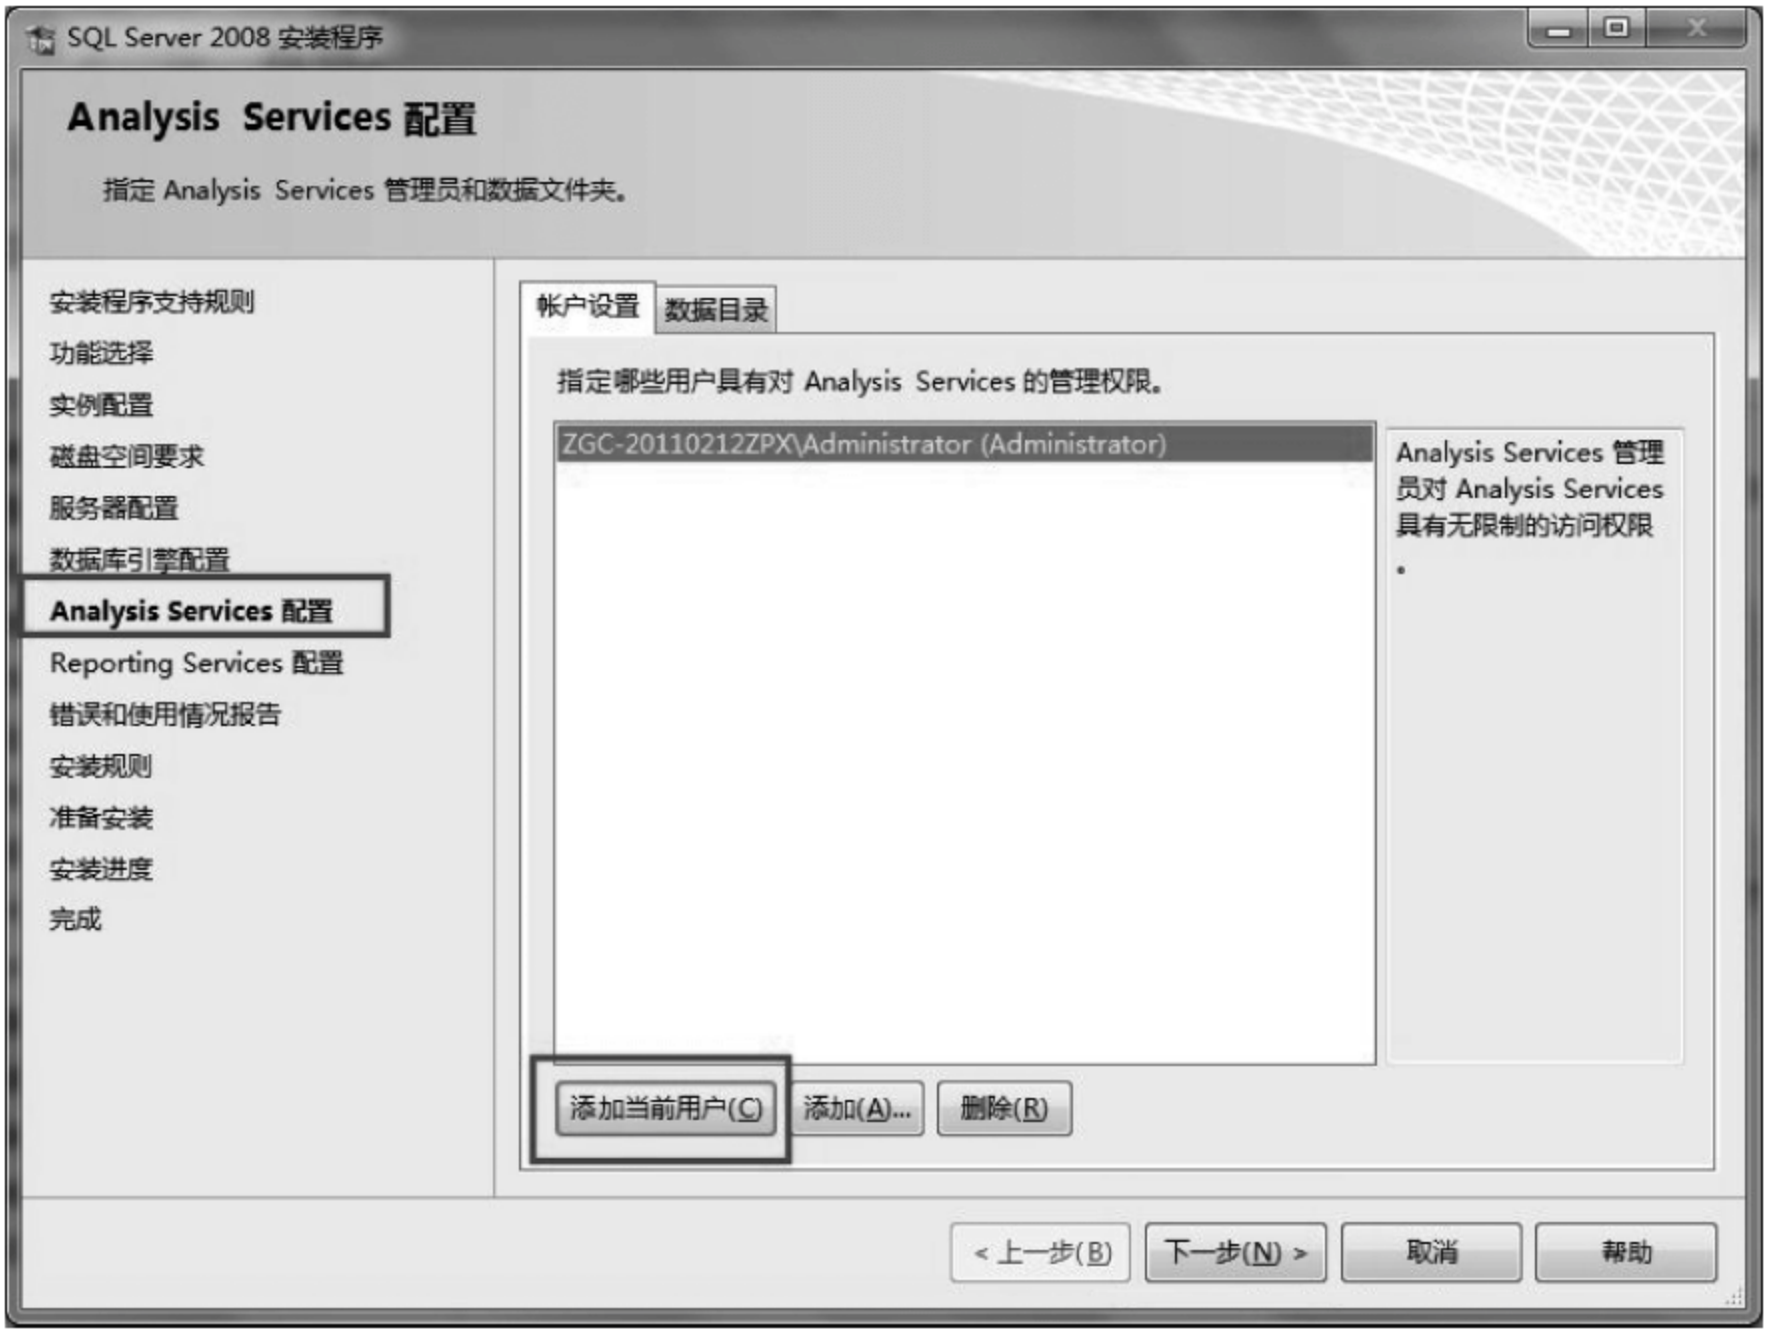 SQL Server 2008 安装程序
Analysis Services 配置
指定 Analysis Services 管理员和数据文件夹。
安装程序支持规则
功能选择
实例配置
磁盘空间要求
服务器配置
数据库引擎配置
Analysis Services 配置
Reporting Services 配置
错误和使用情况报告
安装规则
准备安装
安装进度
完成
帐户设置
数据目录
指定哪些用户具有对 Analysis Services 的管理权限。
ZGC-20110212ZPX\Administrator (Administrator)
Analysis Services 管理
员对 Analysis Services
具有无限制的访问权限
。
添加当前用户(C)
添加(A)...
删除(R)
< 上一步(B)
下一步(N) >
取消
帮助